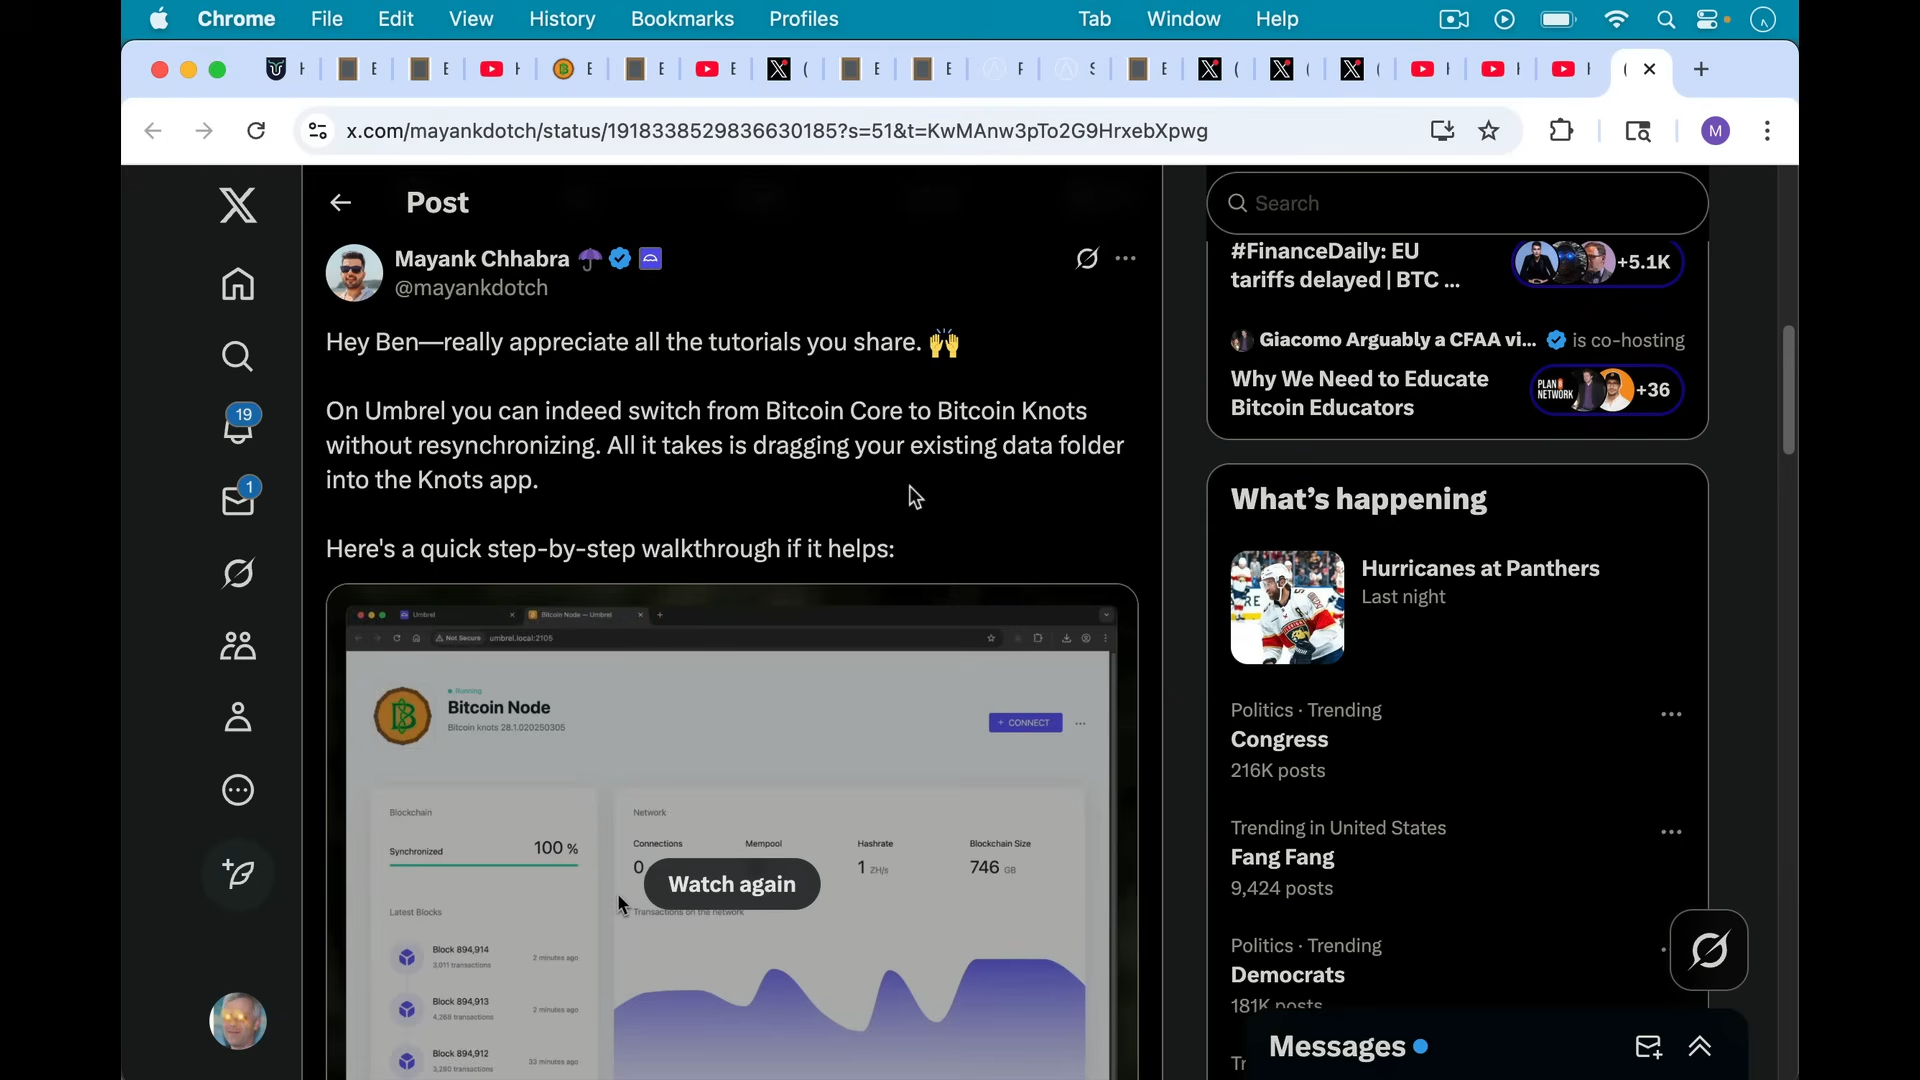 Chrome File Edit View History Bookmarks Profiles Tab Window Help
x.com/mayankdotch/status/1918338529836630185?s=51&t=KwMAnw3pTo2G9HrxebXpwg
M
Post
Mayank Chhabra
@mayankdotch
Hey Ben—really appreciate all the tutorials you share. 🙌
On Umbrel you can indeed switch from Bitcoin Core to Bitcoin Knots
without resynchronizing. All it takes is dragging your existing data folder
into the Knots app.
Here's a quick step-by-step walkthrough if it helps:
Umbrel
Bitcoin Node — Umbrel
Not Secure umbrel.local:2105
Running
Bitcoin Node
Bitcoin knots 28.1.020250305
+ CONNECT
Blockchain
Synchronized 100 %
Latest Blocks
Block 894,914
3,011 transactions
2 minutes ago
Block 894,913
4,268 transactions
2 minutes ago
Block 894,912
3,280 transactions
33 minutes ago
Network
Connections Mempool Hashrate Blockchain Size
0 1 ZH/s 746 GB
Watch again
Transactions on the network
19
1
Search
#FinanceDaily: EU
tariffs delayed | BTC ...
+5.1K
Giacomo Arguably a CFAA vi... is co-hosting
Why We Need to Educate
Bitcoin Educators
PLAN B
NETWORK
+36
What's happening
Hurricanes at Panthers
Last night
Politics · Trending
Congress
216K posts
Trending in United States
Fang Fang
9,424 posts
Politics · Trending
Democrats
181K posts
Messages